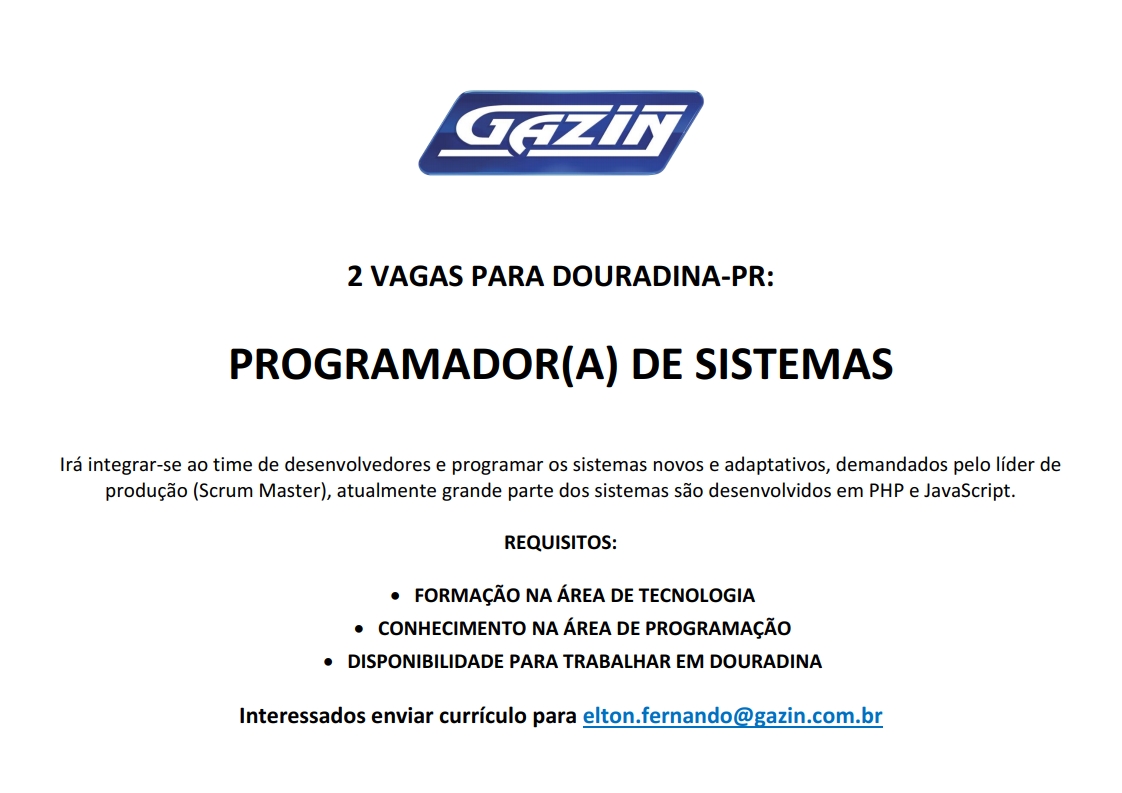 GAZIN
2 VAGAS PARA DOURADINA-PR:
PROGRAMADOR(A) DE SISTEMAS
Irá integrar-se ao time de desenvolvedores e programar os sistemas novos e adaptativos, demandados pelo líder de
produção (Scrum Master), atualmente grande parte dos sistemas são desenvolvidos em PHP e JavaScript.
REQUISITOS:
• FORMAÇÃO NA ÁREA DE TECNOLOGIA
• CONHECIMENTO NA ÁREA DE PROGRAMAÇÃO
• DISPONIBILIDADE PARA TRABALHAR EM DOURADINA
Interessados enviar currículo para elton.fernando@gazin.com.br